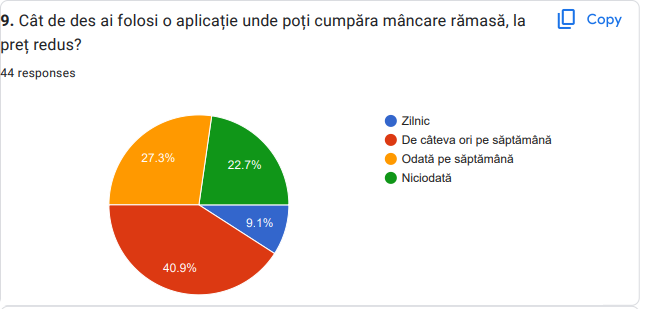 9. Cât de des ai folosi o aplicație unde poți cumpăra mâncare rămasă, la
preț redus?
Copy
44 responses
Zilnic
De câteva ori pe săptămână
Odată pe săptămână
Niciodată
27.3%
22.7%
9.1%
40.9%